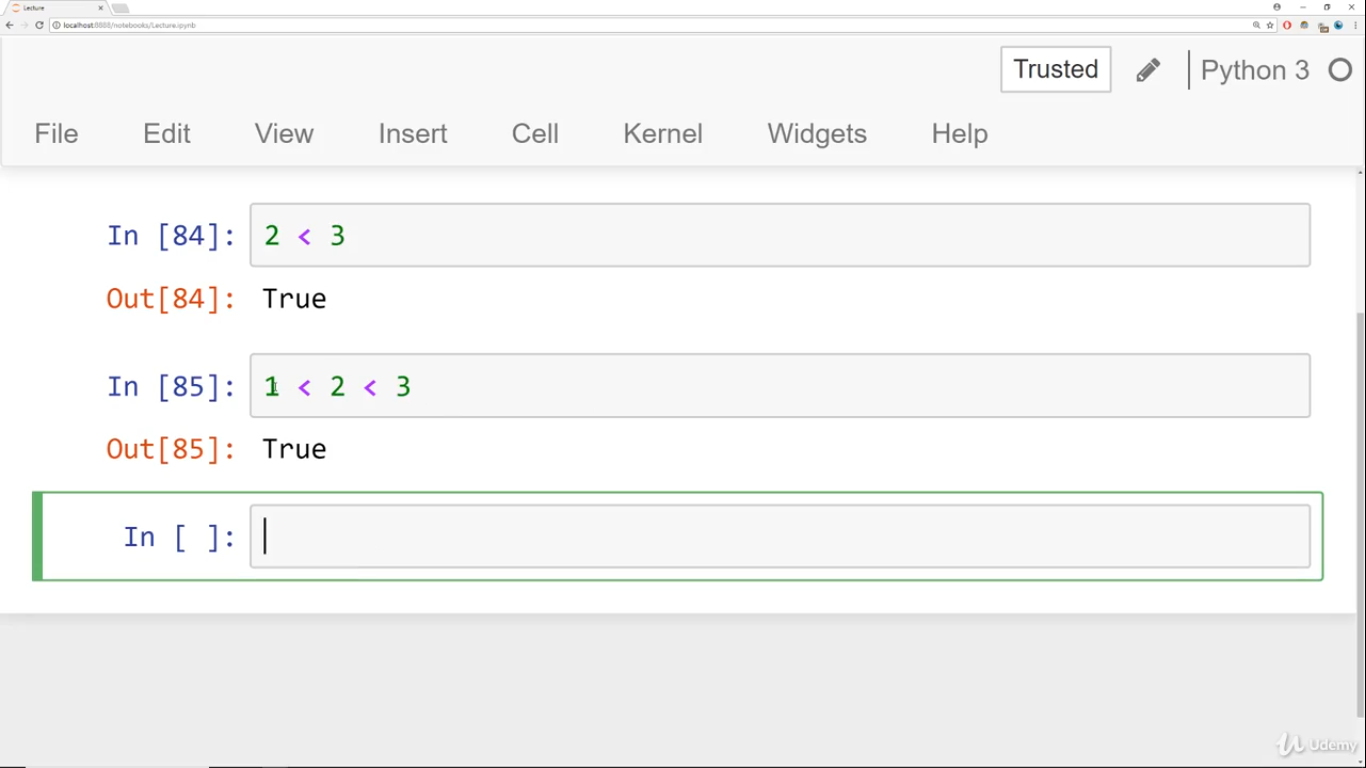 Lecture
localhost:8888/notebooks/Lecture.ipynb
Trusted
Python 3
File Edit View Insert Cell Kernel Widgets Help
In [84]: 2 < 3
Out[84]: True
In [85]: 1 < 2 < 3
Out[85]: True
In [ ]:
Udemy